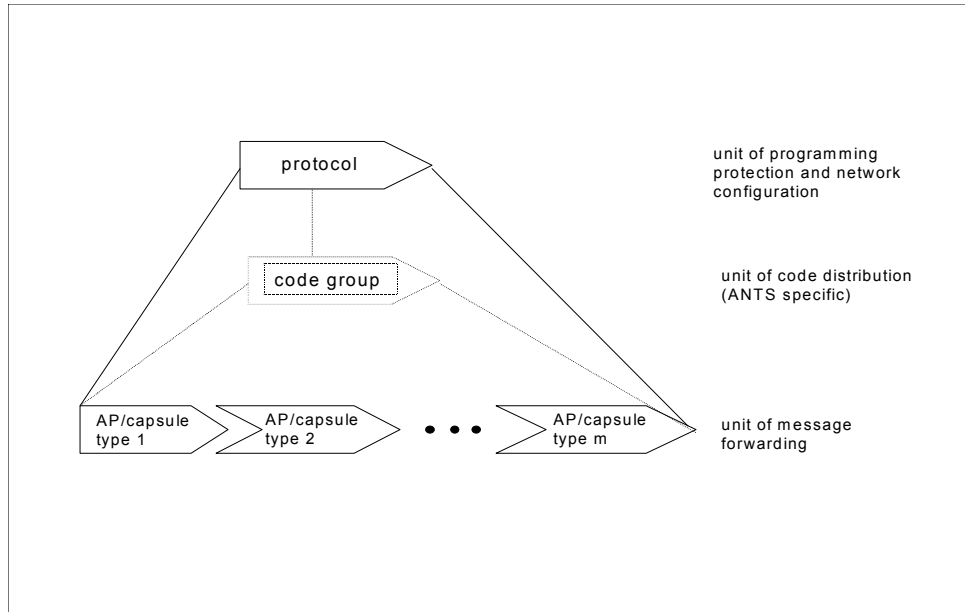 protocol
unit of programming
protection and network
configuration
code group
unit of code distribution
(ANTS specific)
AP/capsule
type 1
AP/capsule
type 2
AP/capsule
type m
unit of message
forwarding